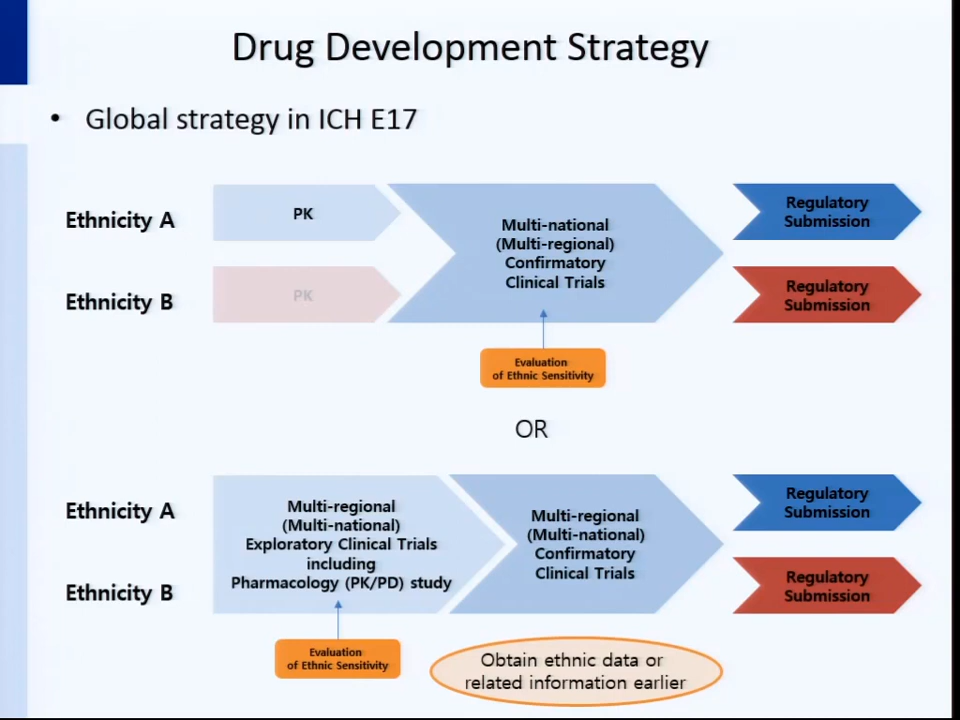 Drug Development Strategy
• Global strategy in ICH E17
Ethnicity A
PK
Multi-national
(Multi-regional)
Confirmatory
Clinical Trials
Regulatory
Submission
Ethnicity B
PK
Regulatory
Submission
Evaluation
of Ethnic Sensitivity
OR
Ethnicity A
Multi-regional
(Multi-national)
Exploratory Clinical Trials
including
Pharmacology (PK/PD) study
Multi-regional
(Multi-national)
Confirmatory
Clinical Trials
Regulatory
Submission
Ethnicity B
Regulatory
Submission
Evaluation
of Ethnic Sensitivity
Obtain ethnic data or
related information earlier